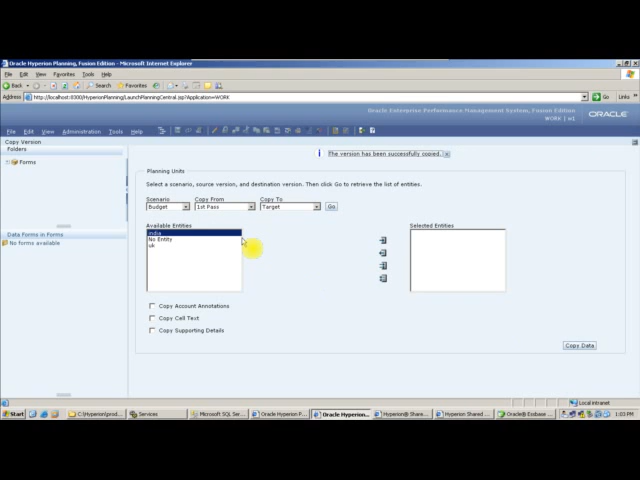 Oracle Hyperion Planning, Fusion Edition - Microsoft Internet Explorer
File Edit View Favorites Tools Help
Back Search Favorites
Address http://localhost:8300/HyperionPlanning/LaunchPlanningCentral.jsp?Application=WORK Go Links
Oracle Enterprise Performance Management System, Fusion Edition
WORK | w1
ORACLE
File Edit View Administration Tools Help
Copy Version
Folders
Forms
Data Forms in Forms
No forms available
The version has been successfully copied.
Planning Units
Select a scenario, source version, and destination version. Then click Go to retrieve the list of entities.
Scenario Copy From Copy To
Budget 1st Pass Target Go
Available Entities Selected Entities
India
No Entity
uk
Copy Account Annotations
Copy Cell Text
Copy Supporting Details
Copy Data
Local intranet
Start C:\Hyperion\prod... Services Microsoft SQL Ser... Oracle Hyperion P... Oracle Hyperion... Hyperion® Share... Hyperion Shared ... Oracle® Essbase 1:03 PM